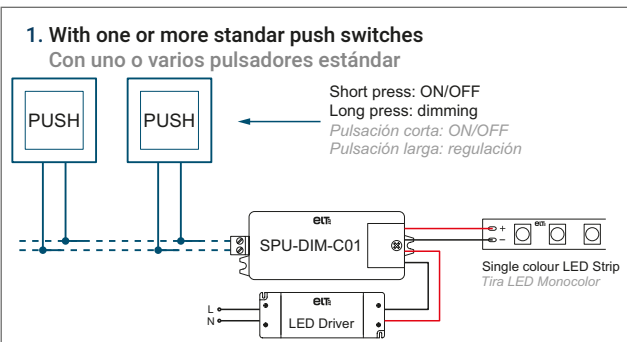 1. With one or more standar push switches
Con uno o varios pulsadores estándar
PUSH
PUSH
Short press: ON/OFF
Long press: dimming
Pulsación corta: ON/OFF
Pulsación larga: regulación
ELT
SPU-DIM-C01
ELT
+
-
Single colour LED Strip
Tira LED Monocolor
L
N
ELT
LED Driver